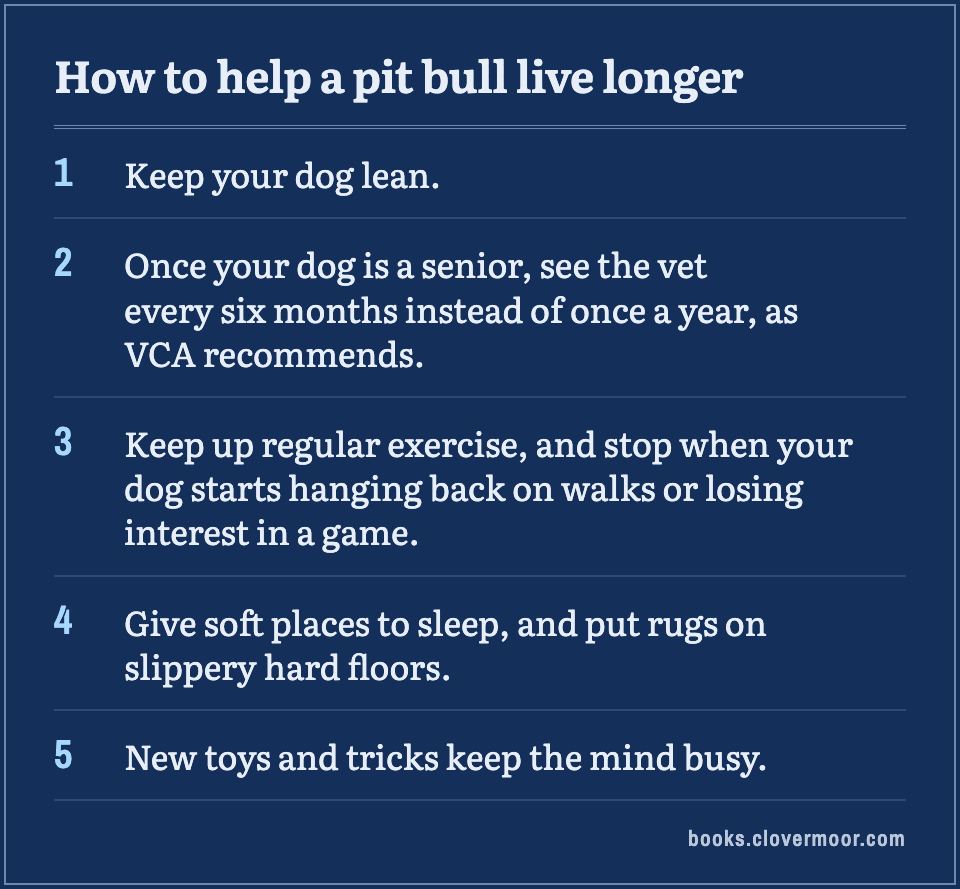 How to help a pit bull live longer
1 Keep your dog lean.
2 Once your dog is a senior, see the vet
every six months instead of once a year, as
VCA recommends.
3 Keep up regular exercise, and stop when your
dog starts hanging back on walks or losing
interest in a game.
4 Give soft places to sleep, and put rugs on
slippery hard floors.
5 New toys and tricks keep the mind busy.
books.clovermoor.com